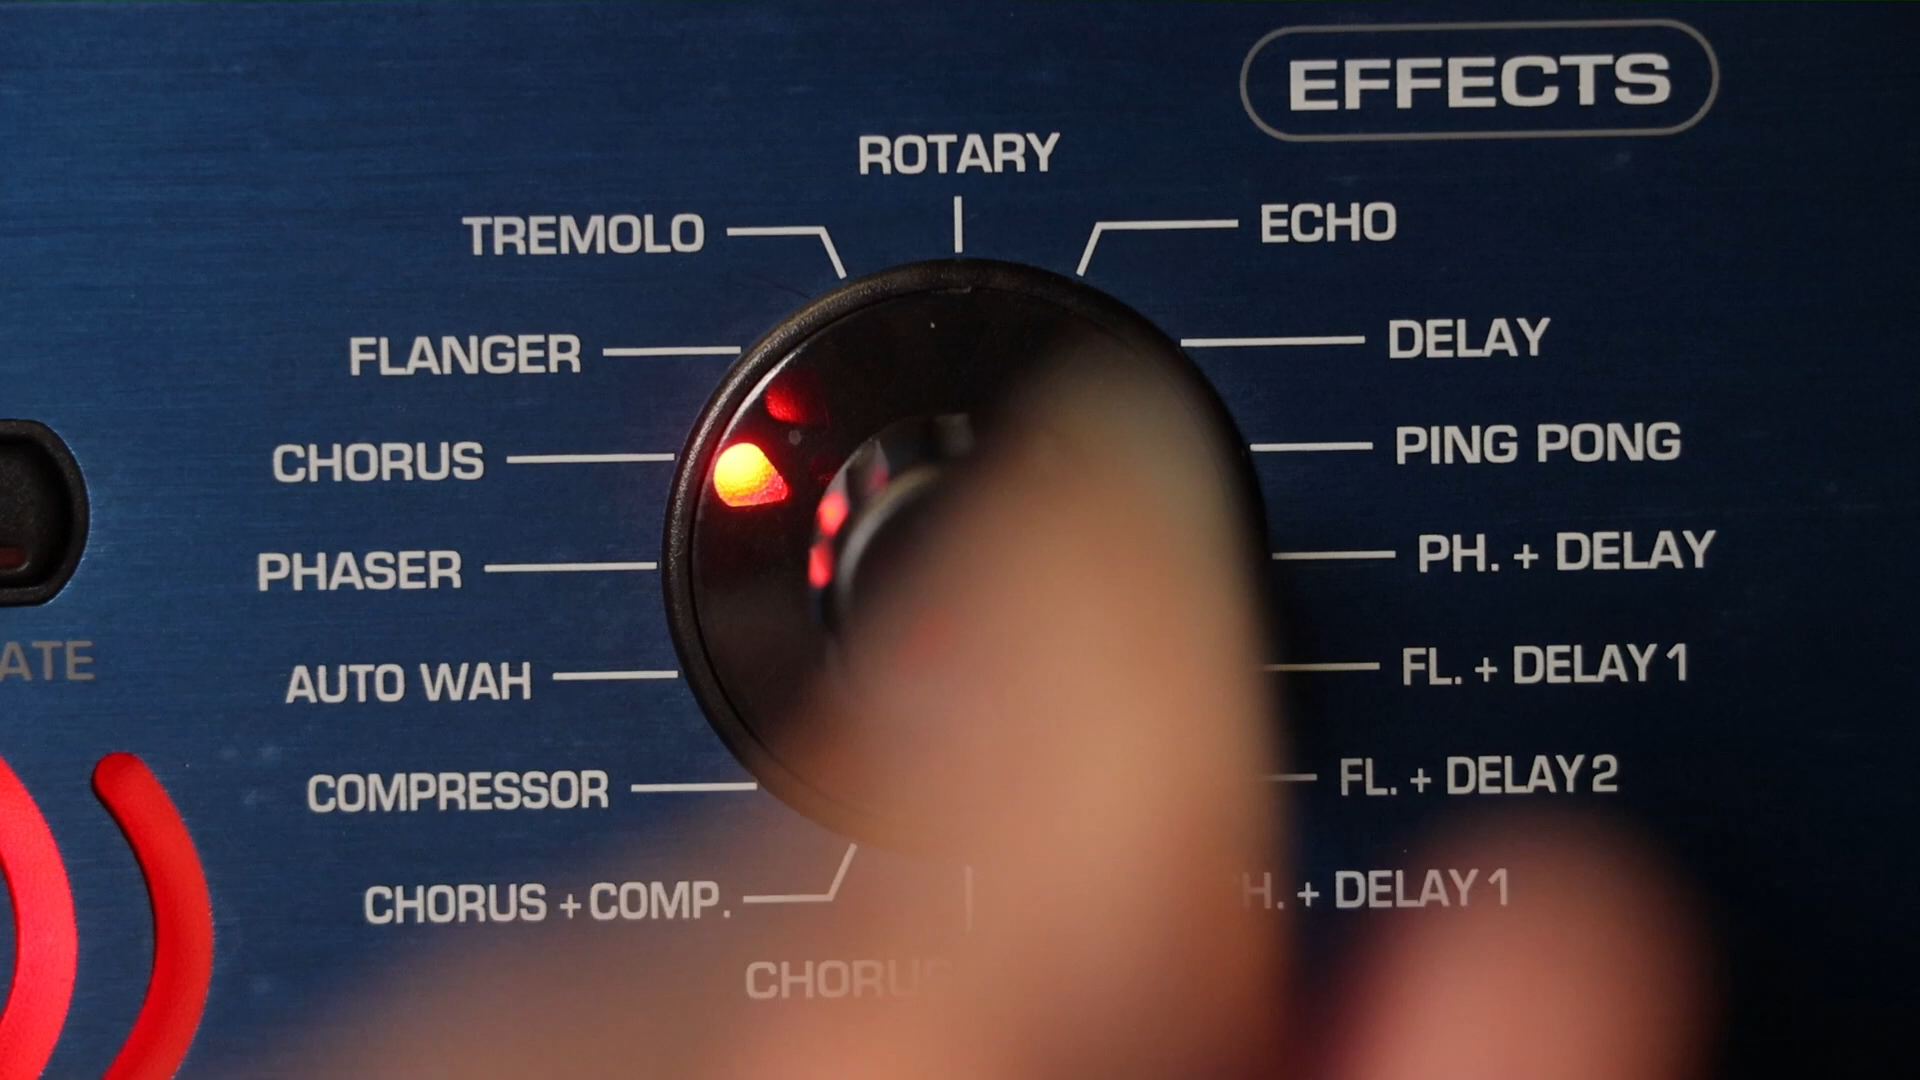 EFFECTS
ROTARY
TREMOLO
ECHO
FLANGER
DELAY
CHORUS
PING PONG
PHASER
PH. + DELAY
ATE
AUTO WAH
FL. + DELAY 1
COMPRESSOR
FL. + DELAY 2
CHORUS + COMP.
H. + DELAY 1
CHORUS